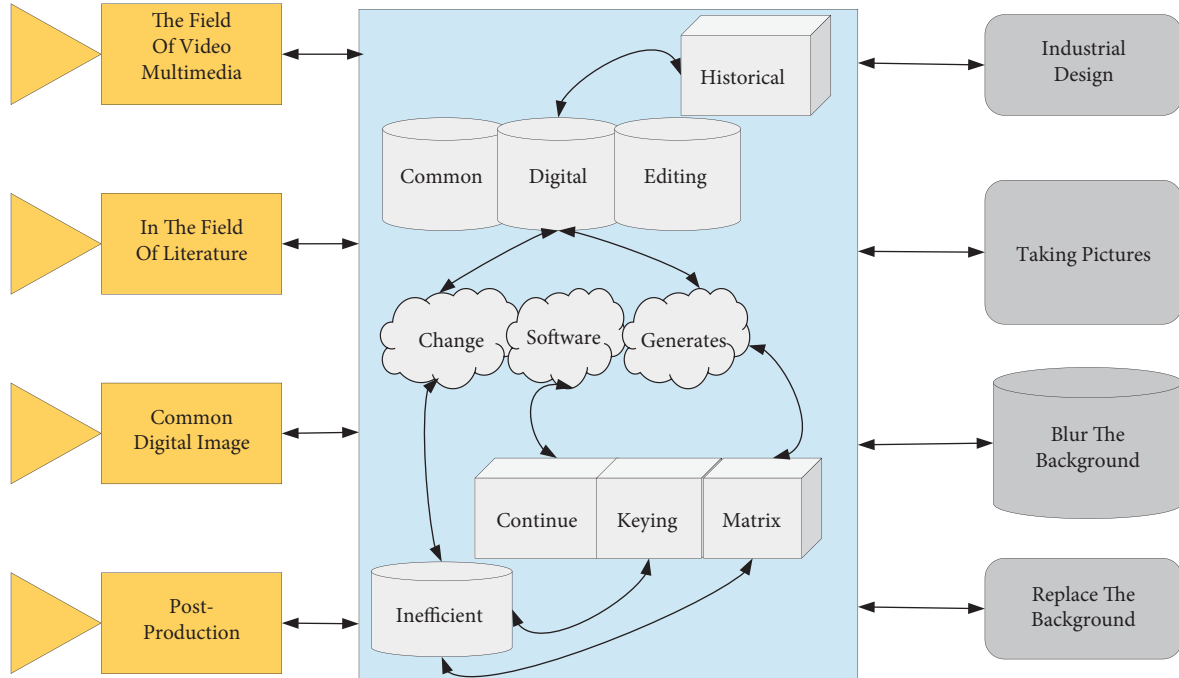 The Field
Of Video
Multimedia
In The Field
Of Literature
Common
Digital Image
Post-
Production
Historical
Common
Digital
Editing
Change
Software
Generates
Continue
Keying
Matrix
Inefficient
Industrial
Design
Taking Pictures
Blur The
Background
Replace The
Background